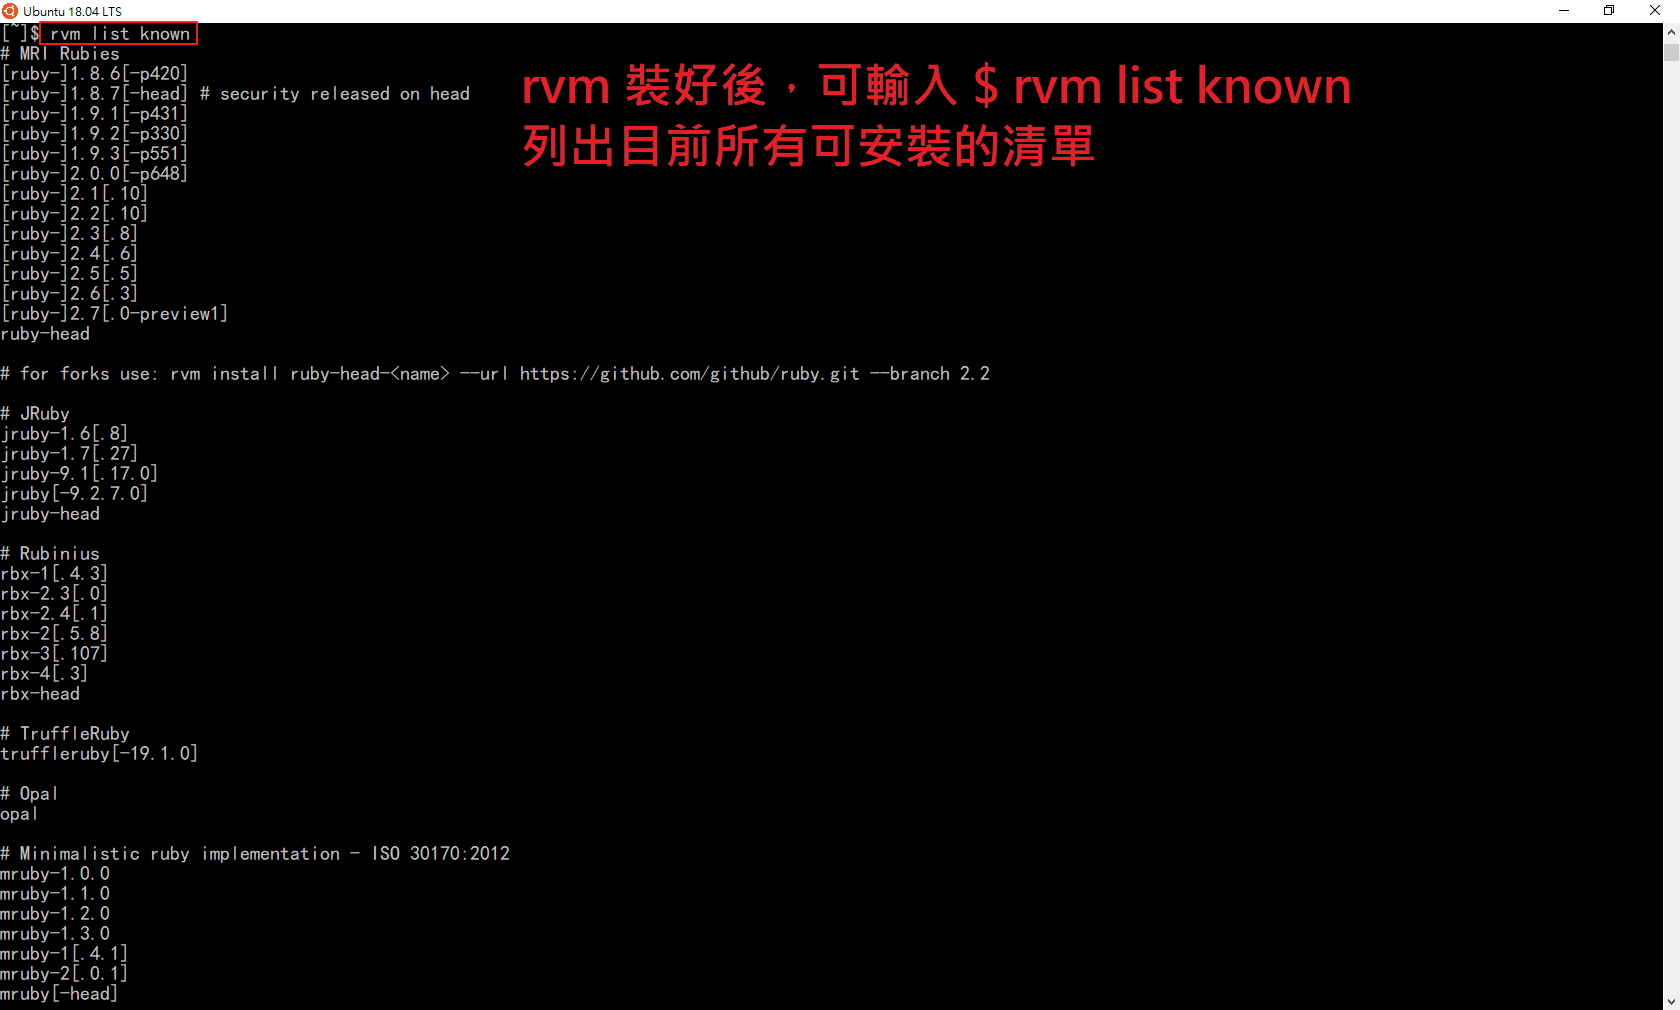 Ubuntu 18.04 LTS
[~]$ rvm list known
# MRI Rubies
[ruby-]1.8.6[-p420]
[ruby-]1.8.7[-head] # security released on head
[ruby-]1.9.1[-p431]
[ruby-]1.9.2[-p330]
[ruby-]1.9.3[-p551]
[ruby-]2.0.0[-p648]
[ruby-]2.1[.10]
[ruby-]2.2[.10]
[ruby-]2.3[.8]
[ruby-]2.4[.6]
[ruby-]2.5[.5]
[ruby-]2.6[.3]
[ruby-]2.7[.0-preview1]
ruby-head
rvm 裝好後，可輸入 $ rvm list known
列出目前所有可安裝的清單
# for forks use: rvm install ruby-head-<name> --url https://github.com/github/ruby.git --branch 2.2
# JRuby
jruby-1.6[.8]
jruby-1.7[.27]
jruby-9.1[.17.0]
jruby[-9.2.7.0]
jruby-head
# Rubinius
rbx-1[.4.3]
rbx-2.3[.0]
rbx-2.4[.1]
rbx-2[.5.8]
rbx-3[.107]
rbx-4[.3]
rbx-head
# TruffleRuby
truffleruby[-19.1.0]
# Opal
opal
# Minimalistic ruby implementation - ISO 30170:2012
mruby-1.0.0
mruby-1.1.0
mruby-1.2.0
mruby-1.3.0
mruby-1[.4.1]
mruby-2[.0.1]
mruby[-head]